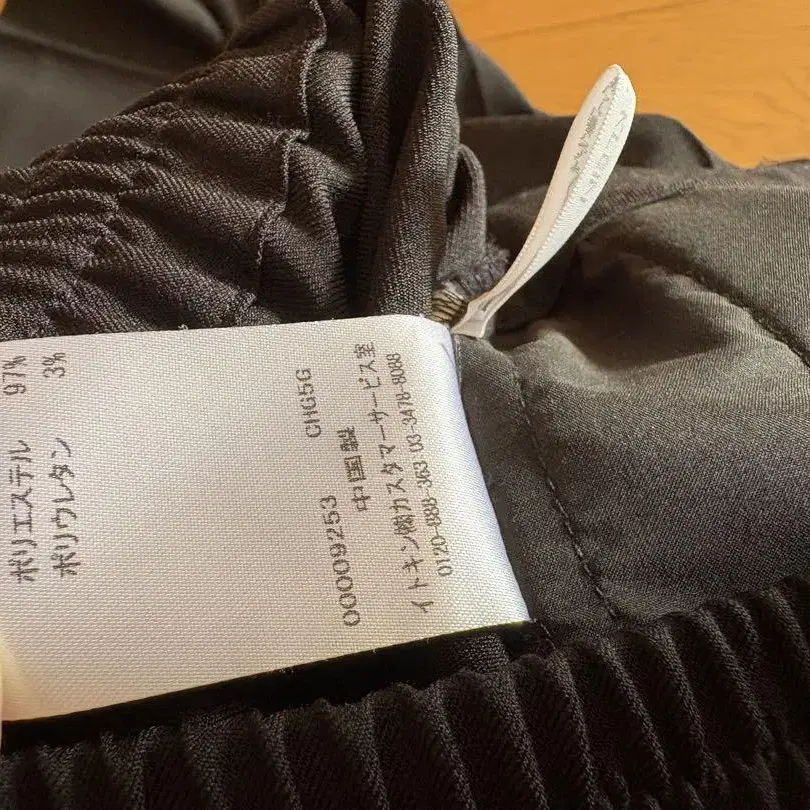 ポリエステル 97%
ポリウレタン 3%
CHG5G
00009253
中国製
イトキン㈱カスタマーサービス室
0120-888-363 03-3478-8088